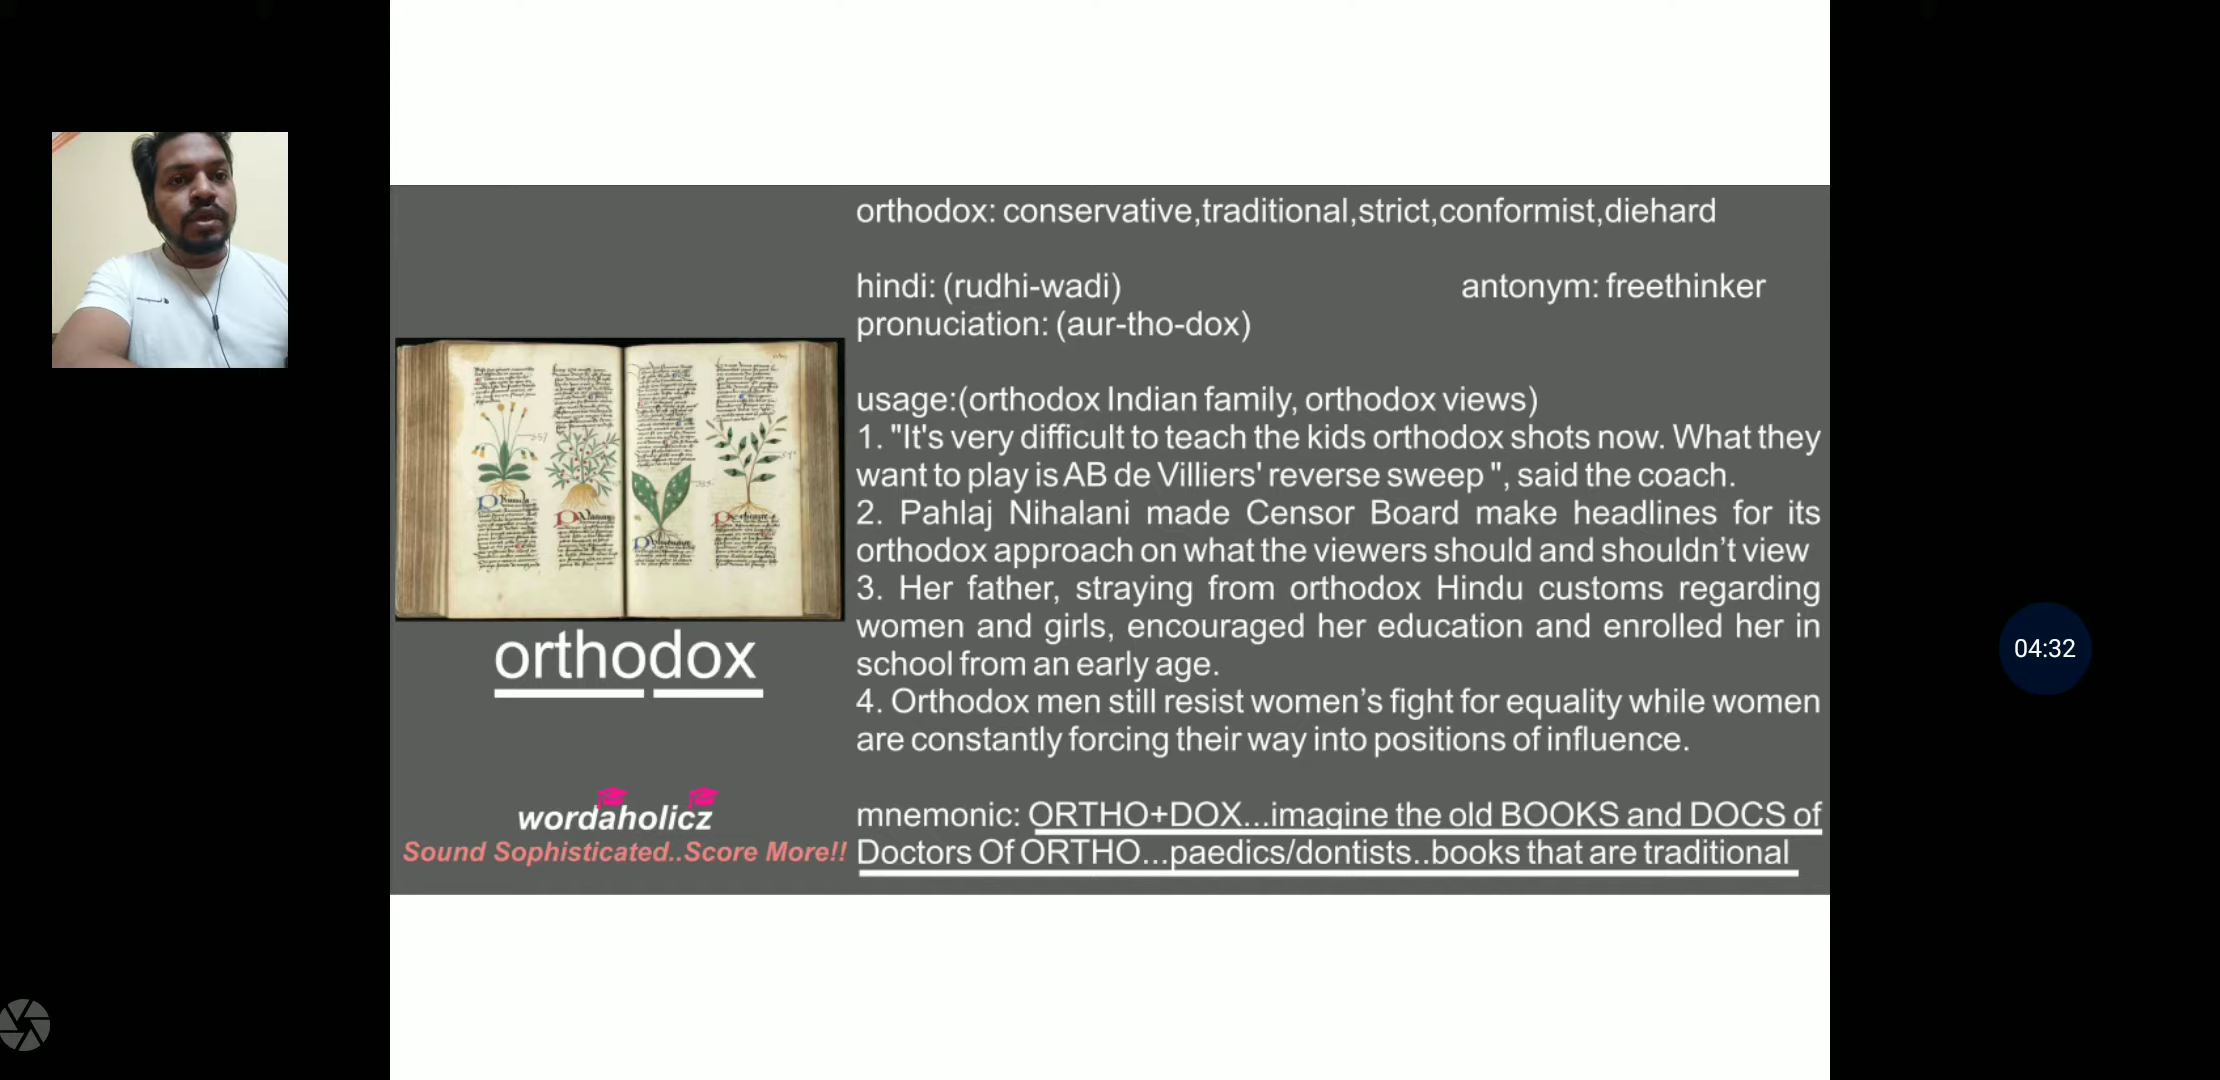 orthodox: conservative,traditional,strict,conformist,diehard
hindi: (rudhi-wadi)
antonym: freethinker
pronuciation: (aur-tho-dox)
usage:(orthodox Indian family, orthodox views)
1. "It's very difficult to teach the kids orthodox shots now. What they
want to play is AB de Villiers' reverse sweep ", said the coach.
2. Pahlaj Nihalani made Censor Board make headlines for its
orthodox approach on what the viewers should and shouldn’t view
3. Her father, straying from orthodox Hindu customs regarding
women and girls, encouraged her education and enrolled her in
school from an early age.
4. Orthodox men still resist women’s fight for equality while women
are constantly forcing their way into positions of influence.
mnemonic: ORTHO+DOX...imagine the old BOOKS and DOCS of
Doctors Of ORTHO...paedics/dontists..books that are traditional
orthodox
wordaholicz
Sound Sophisticated..Score More!!
04:32